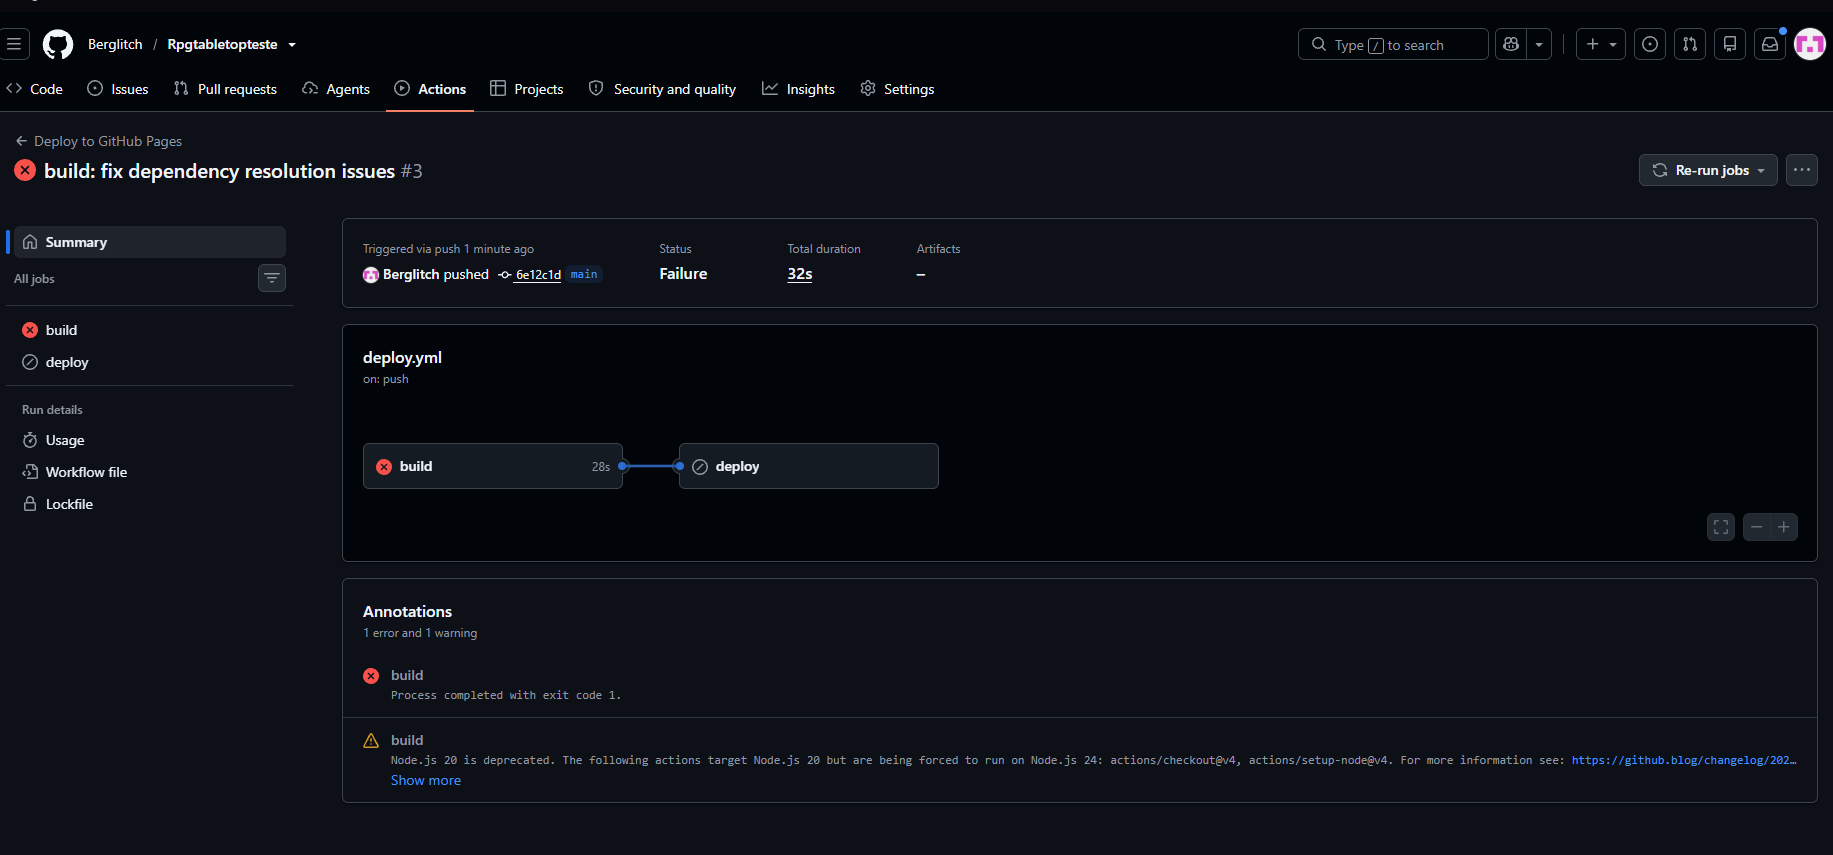 Berglitch / Rpgtabletopteste
Type / to search
Code
Issues
Pull requests
Agents
Actions
Projects
Security and quality
Insights
Settings
Deploy to GitHub Pages
build: fix dependency resolution issues #3
Re-run jobs
Summary
All jobs
build
deploy
Run details
Usage
Workflow file
Lockfile
Triggered via push 1 minute ago
Berglitch pushed 6e12c1d main
Status
Failure
Total duration
32s
Artifacts
–
deploy.yml
on: push
build 28s
deploy
Annotations
1 error and 1 warning
build
Process completed with exit code 1.
build
Node.js 20 is deprecated. The following actions target Node.js 20 but are being forced to run on Node.js 24: actions/checkout@v4, actions/setup-node@v4. For more information see: https://github.blog/changelog/202…
Show more